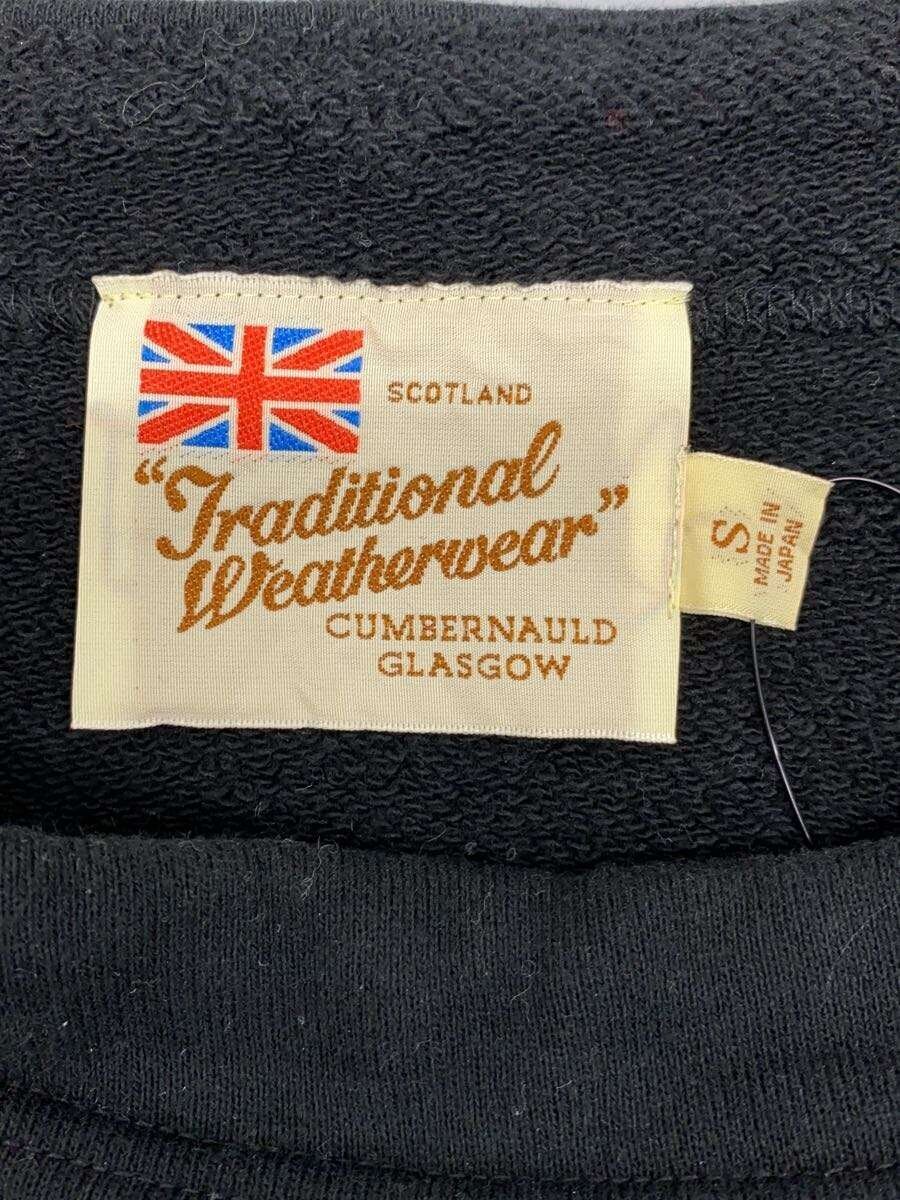 SCOTLAND
“Traditional
Weatherwear”
CUMBERNAULD
GLASGOW
S
MADE IN
JAPAN